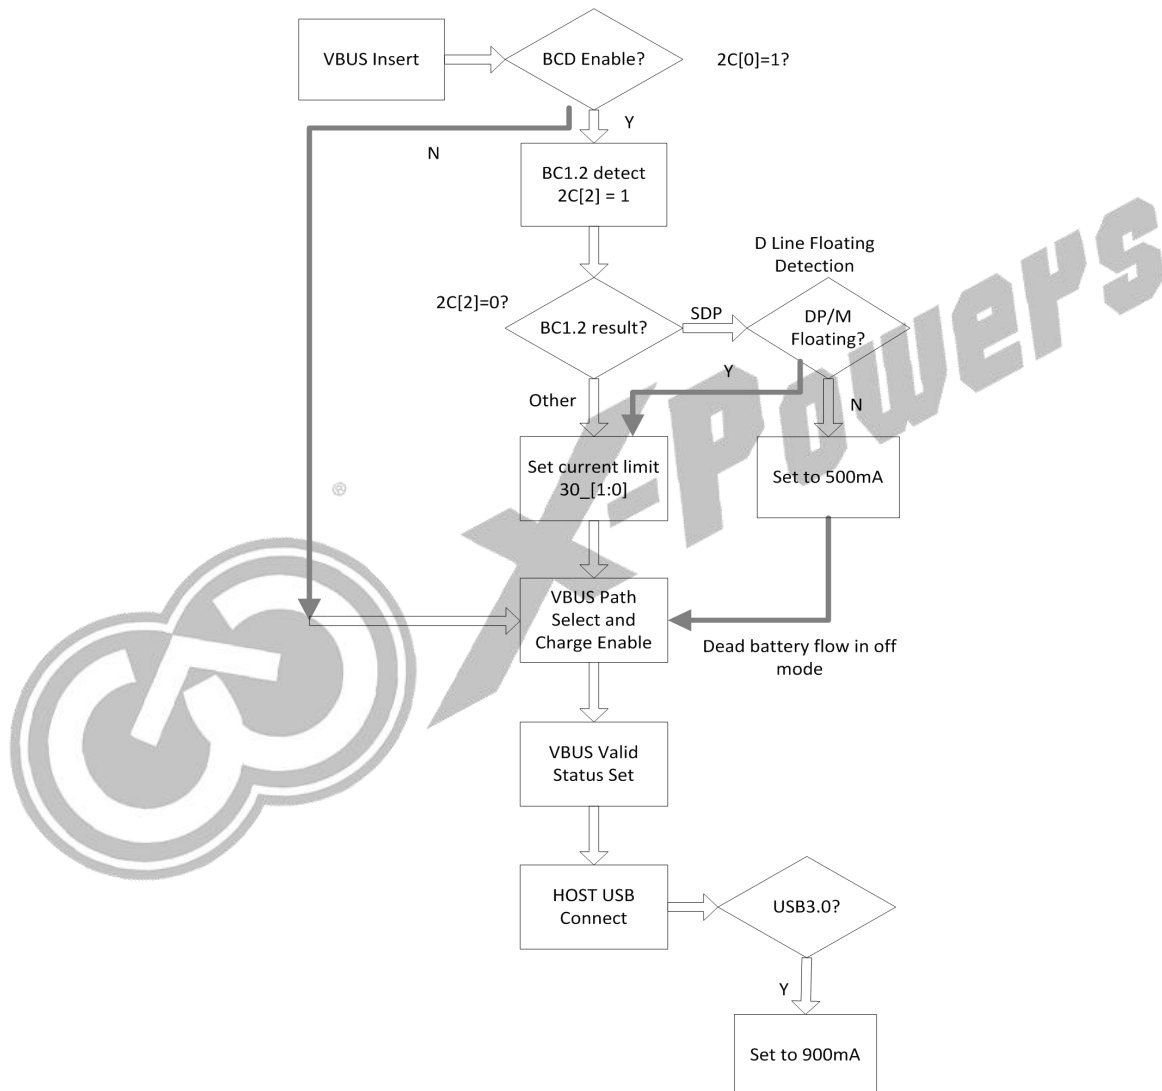 VBUS Insert
BCD Enable?
2C[0]=1?
Y
N
BC1.2 detect
2C[2] = 1
D Line Floating
Detection
2C[2]=0?
BC1.2 result?
SDP
DP/M
Floating?
Y
Other
N
Set current limit
30_[1:0]
Set to 500mA
VBUS Path
Select and
Charge Enable
Dead battery flow in off
mode
VBUS Valid
Status Set
HOST USB
Connect
USB3.0?
Y
Set to 900mA
X-Powers
®